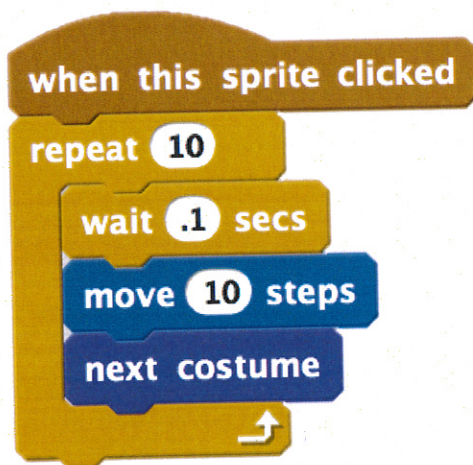 when this sprite clicked
repeat 10
wait .1 secs
move 10 steps
next costume